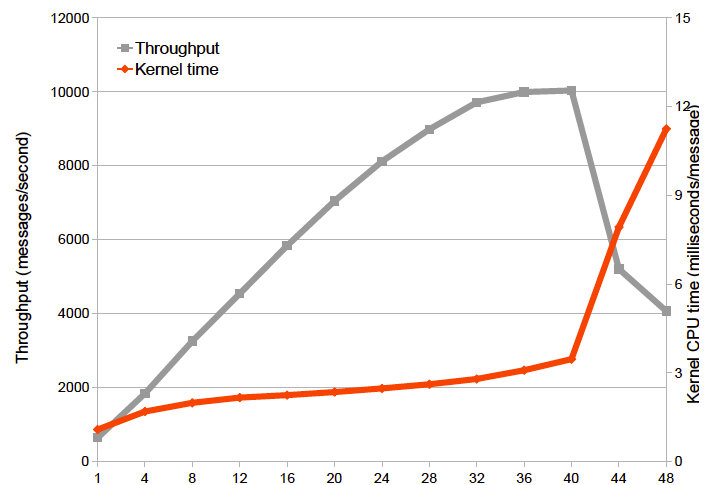 12000
10000
8000
6000
4000
2000
0
Throughput (messages/second)
Throughput
Kernel time
15
12
9
6
3
0
Kernel CPU time (milliseconds/message)
1 4 8 12 16 20 24 28 32 36 40 44 48